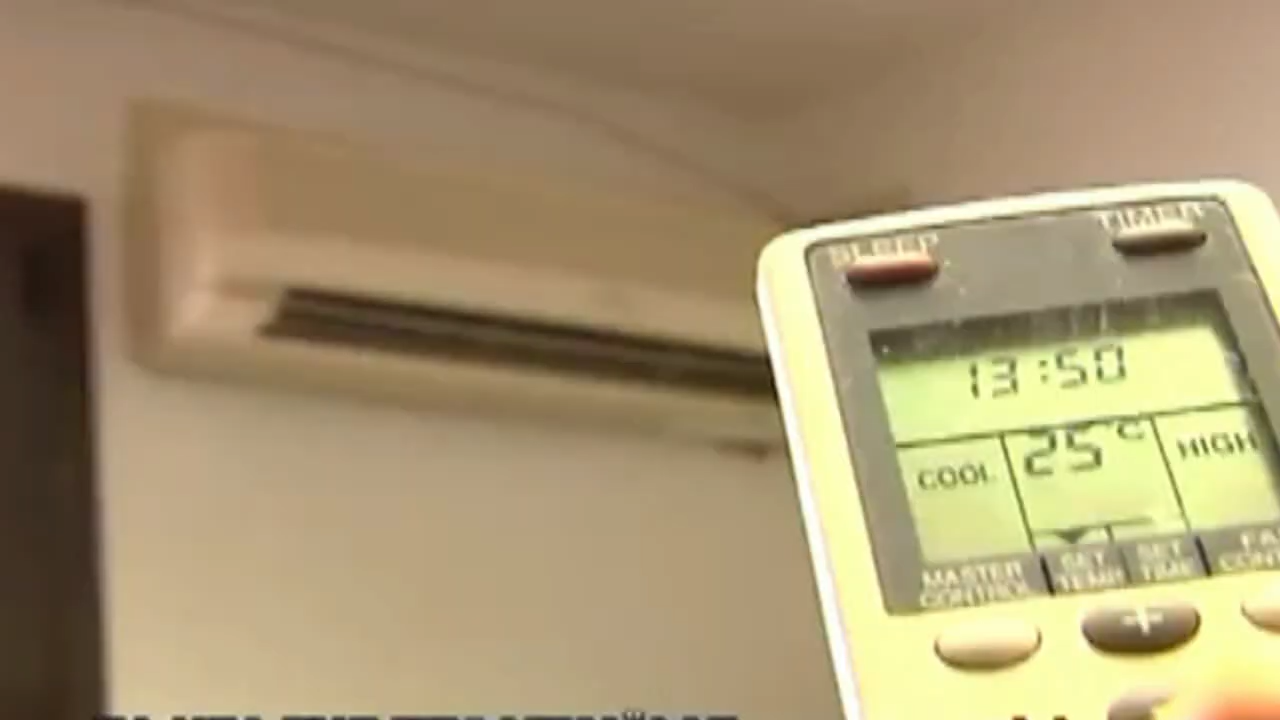 SLEEP
TIMER
13:50
COOL
25°C
HIGH
MASTER CONTROL
SET TEMP
SET TIME
+